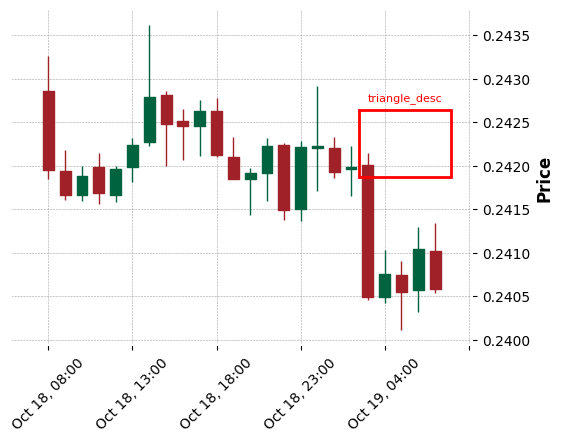 triangle_desc
0.2435
0.2430
0.2425
0.2420
0.2415
0.2410
0.2405
0.2400
Price
Oct 18, 08:00
Oct 18, 13:00
Oct 18, 18:00
Oct 18, 23:00
Oct 19, 04:00